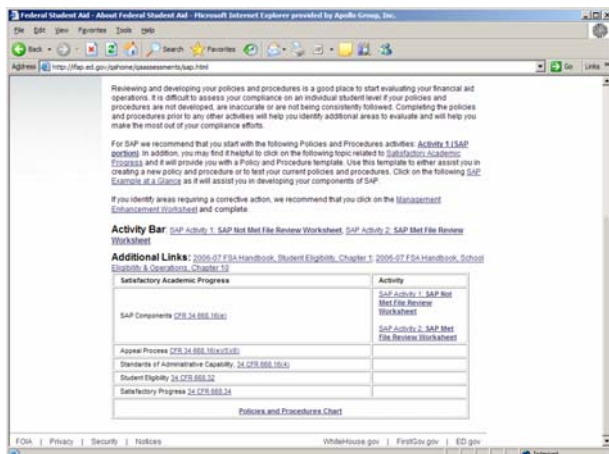 Federal Student Aid - About Federal Student Aid - Microsoft Internet Explorer provided by Apollo Group, Inc.
File Edit View Favorites Tools Help
Back Search Favorites
Address http://ifap.ed.gov/qahome/qaassessments/sap.html Go Links
Reviewing and developing your policies and procedures is a good place to start evaluating your financial aid
operations. It is difficult to assess your compliance on an individual student level if your policies and
procedures are not developed, are inaccurate or are not being consistently followed. Completing the policies
and procedures prior to any other activities will help you identify additional areas to evaluate and will help you
make the most out of your compliance efforts.
For SAP we recommend that you start with the following Policies and Procedures activities: Activity 1 (SAP
portion). In addition, you may find it helpful to click on the following topic related to Satisfactory Academic
Progress and it will provide you with a Policy and Procedure template. Use this template to either assist you in
creating a new policy and procedure or to test your current policies and procedures. Click on the following SAP
Example at a Glance as it will assist you in developing your components of SAP.
If you identify areas requiring a corrective action, we recommend that you click on the Management
Enhancement Worksheet and complete.
Activity Bar: SAP Activity 1: SAP Not Met File Review Worksheet, SAP Activity 2: SAP Met File Review
Worksheet
Additional Links: 2006-07 FSA Handbook, Student Eligibility, Chapter 1; 2006-07 FSA Handbook, School
Eligibility & Operations, Chapter 10
Satisfactory Academic Progress Activity
SAP Components CFR 34 668.16(e)
SAP Activity 1: SAP Not
Met File Review
Worksheet
SAP Activity 2: SAP Met
File Review Worksheet
Appeal Process CFR 34.668.16(e)(5)(6)
Standards of Administrative Capability, 34 CFR 668.16(4)
Student Eligibility 34 CFR 668.32
Satisfactory Progress 34 CFR 668.34
Policies and Procedures Chart
FOIA | Privacy | Security | Notices WhiteHouse.gov | FirstGov.gov | ED.gov
Internet